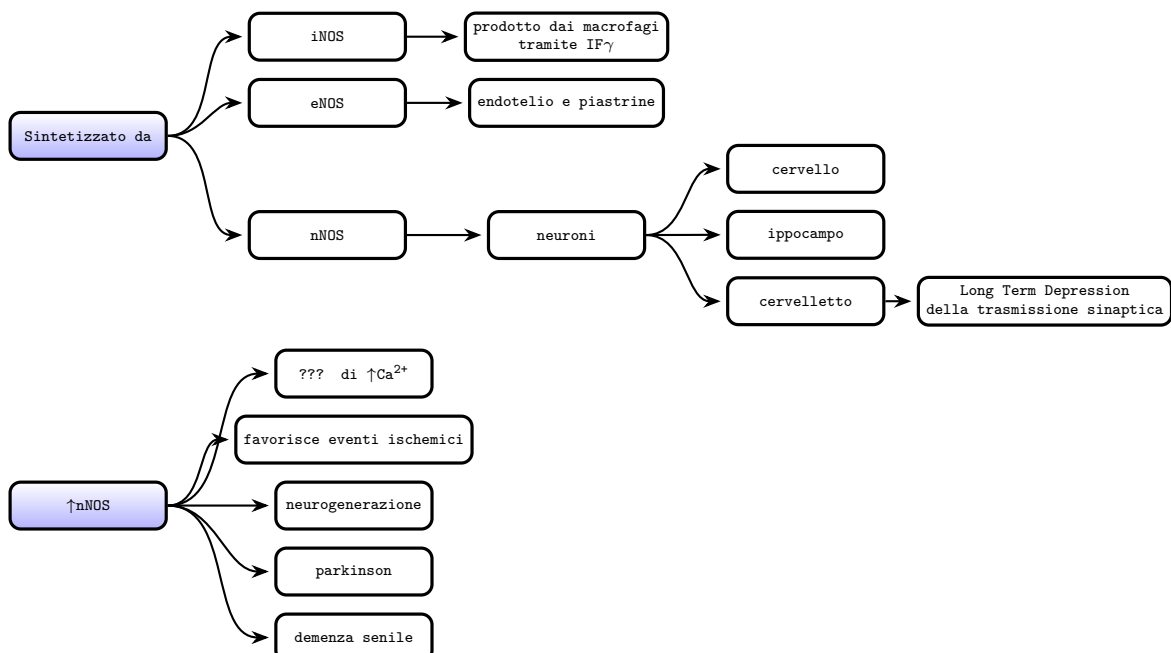 Sintetizzato da
iNOS
prodotto dai macrofagi
tramite IFγ
eNOS
endotelio e piastrine
nNOS
neuroni
cervello
ippocampo
cervelletto
Long Term Depression
della trasmissione sinaptica
↑nNOS
??? di ↑Ca²⁺
favorisce eventi ischemici
neurogenerazione
parkinson
demenza senile